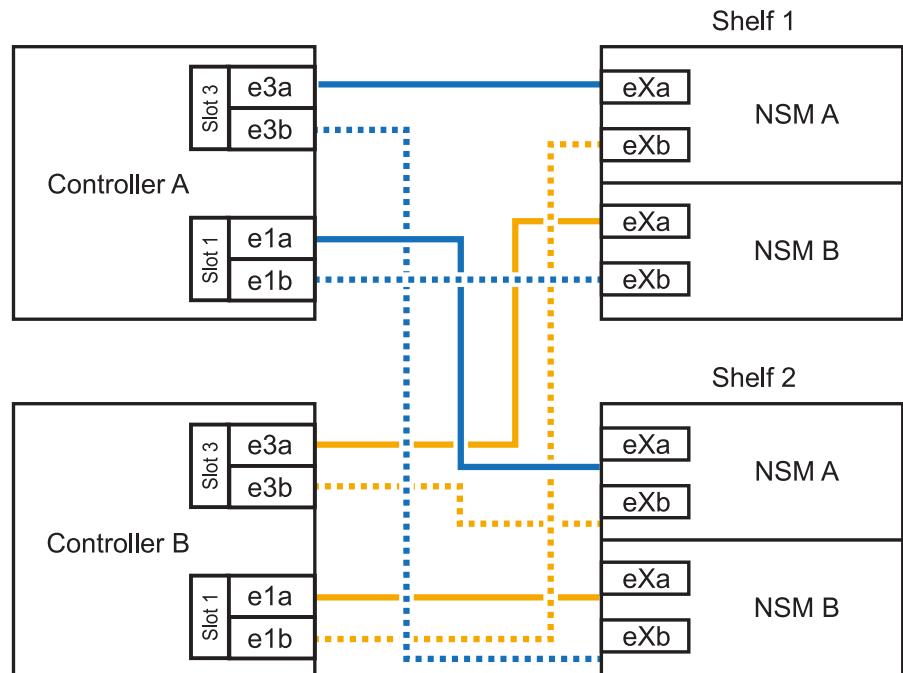 Shelf 1
Controller A
Slot 3
e3a
e3b
Slot 1
e1a
e1b
eXa
eXb
NSM A
eXa
eXb
NSM B
Shelf 2
Controller B
Slot 3
e3a
e3b
Slot 1
e1a
e1b
eXa
eXb
NSM A
eXa
eXb
NSM B